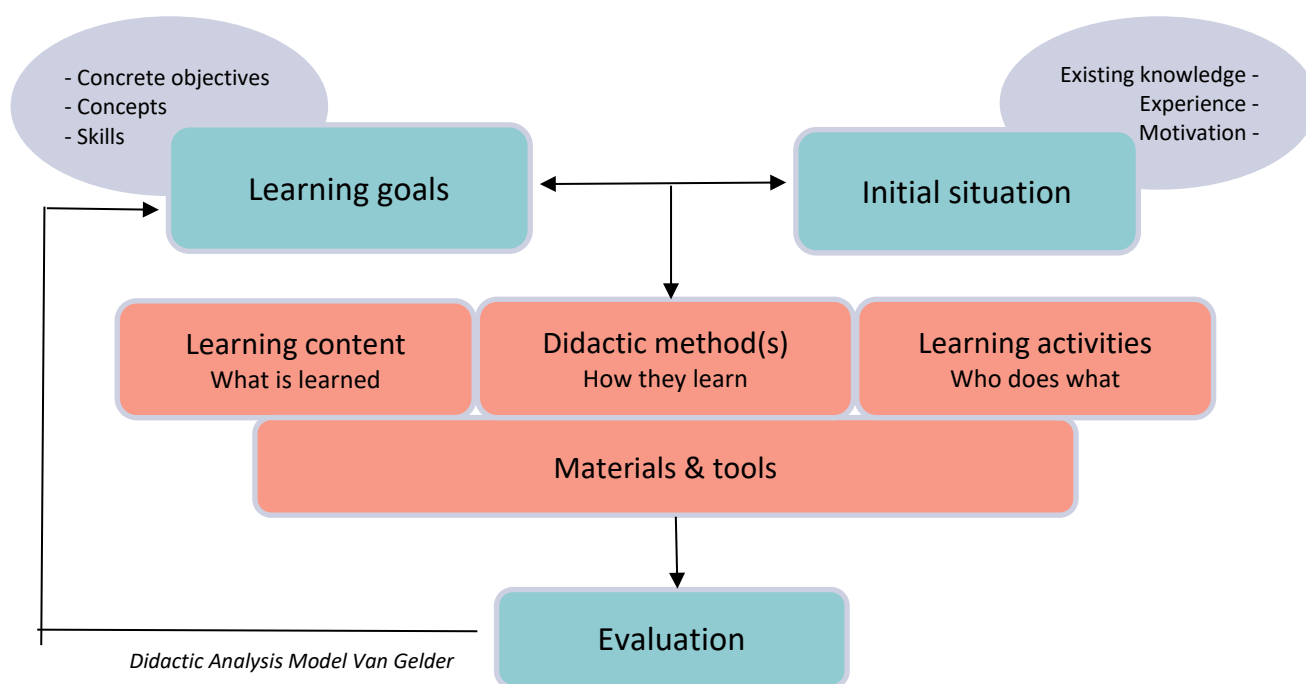 - Concrete objectives
- Concepts
- Skills
Existing knowledge -
Experience -
Motivation -
Learning goals
Initial situation
Learning content
What is learned
Didactic method(s)
How they learn
Learning activities
Who does what
Materials & tools
Evaluation
Didactic Analysis Model Van Gelder